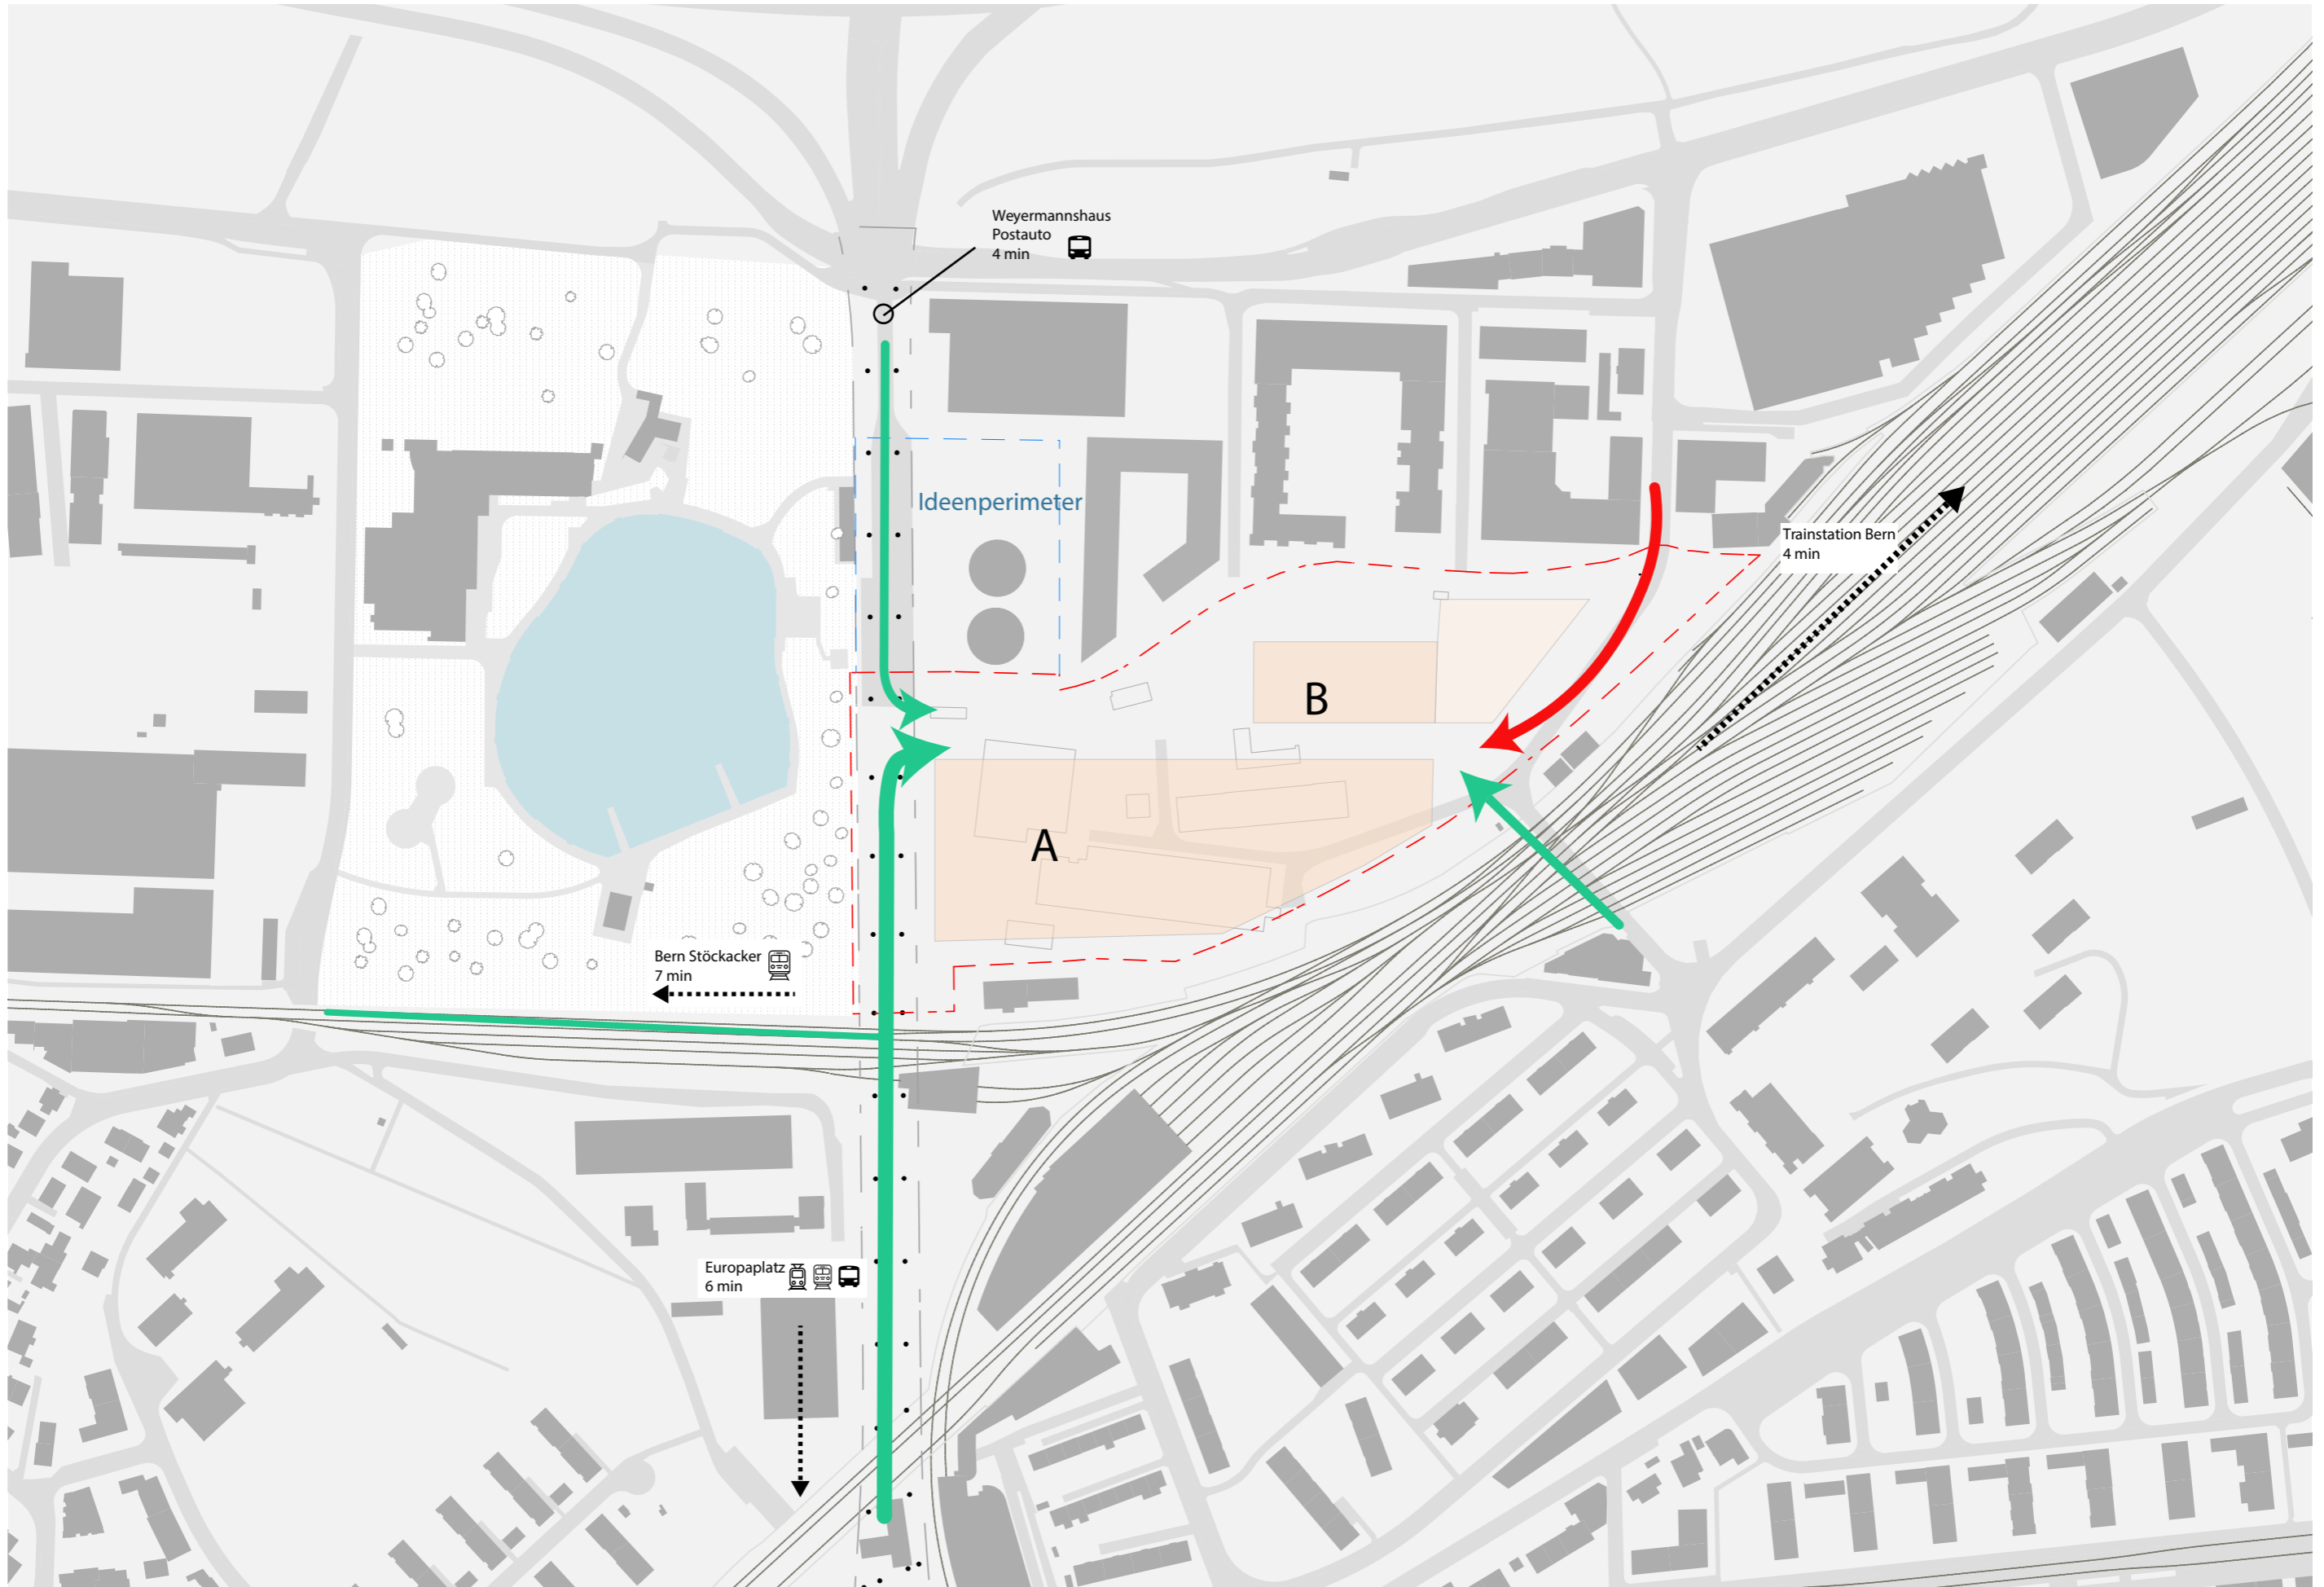 Weyermannshaus
Postauto
4 min
Ideenperimeter
Trainstation Bern
4 min
B
A
Bern Stöckacker
7 min
Europaplatz
6 min